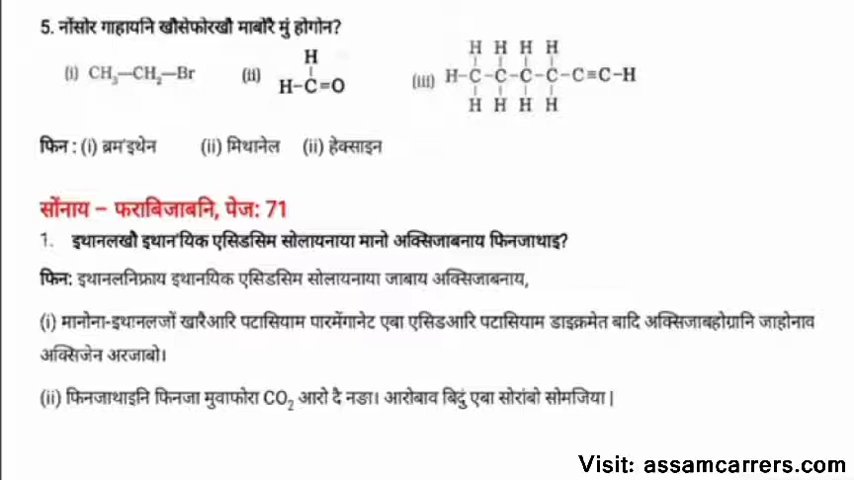 5. नोंसोर गाहायनि खौसेफोरखौ माबोरै मुं होगोन?
H
H H H H
(i) CH₃—CH₂—Br (ii) H-C=O (iii) H-C-C-C-C-C≡C-H
H H H H
फिन : (i) ब्रम'इथेन (ii) मिथानेल (ii) हेक्साइन
सोंनाय – फराबिजाबनि, पेज: 71
1. इथानलखौ इथान'यिक एसिडसिम सोलायनाया मानो अक्सिजाबनाय फिनजाथाइ?
फिन: इथानलनिफ्राय इथानयिक एसिडसिम सोलायनाया जाबाय अक्सिजाबनाय,
(i) मानोना-इथानलजों खारैआरि पटासियाम पारमेंगानेट एबा एसिडआरि पटासियाम डाइक्रमेत बादि अक्सिजाबहोग्रानि जाहोनाव
अक्सिजेन अरजाबो।
(ii) फिनजाथाइनि फिनजा मुवाफोरा CO₂ आरो दै नङा। आरोबाव बिदुं एबा सोरांबो सोमजिया|
Visit: assamcarrers.com